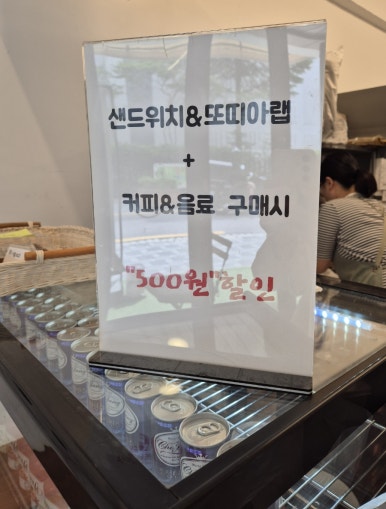 샌드위치&또띠아랩
+
커피&음료 구매시
"500원" 할인